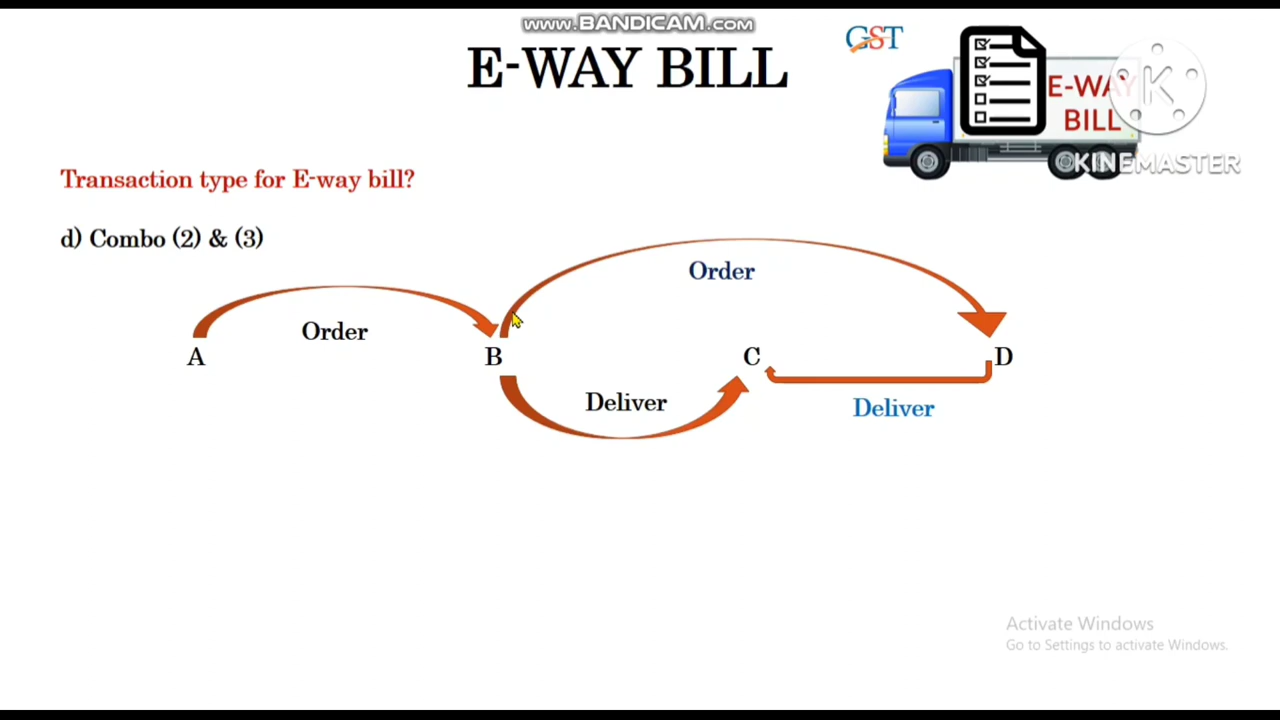 www.BANDICAM.com
E-WAY BILL
GST
E-WAY
BILL
KINEMASTER
Transaction type for E-way bill?
d) Combo (2) & (3)
Order
Order
A
B
C
D
Deliver
Deliver
Activate Windows
Go to Settings to activate Windows.